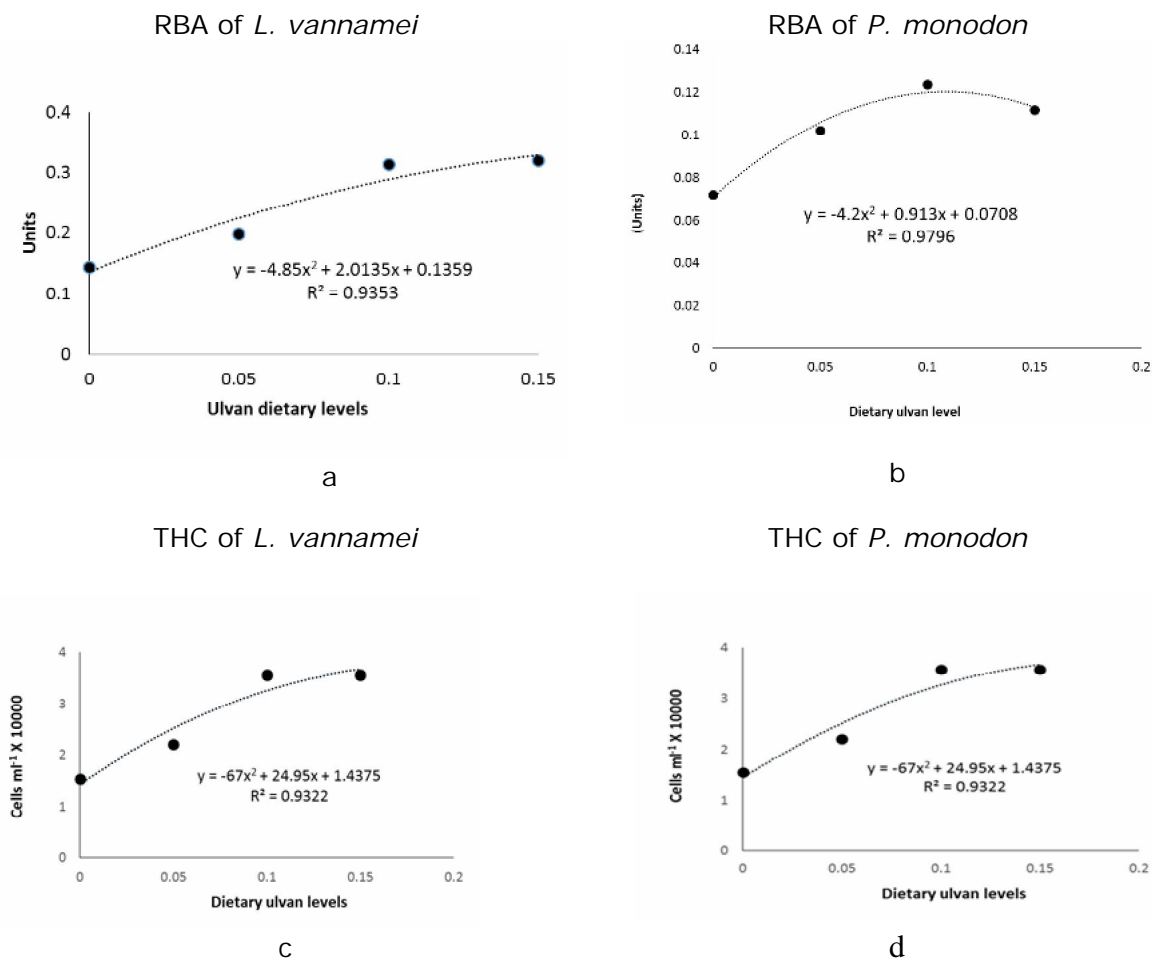 RBA of L. vannamei
0.4
0.3
0.2
0.1
0
Units
y = -4.85x² + 2.0135x + 0.1359
R² = 0.9353
0 0.05 0.1 0.15
Ulvan dietary levels
a
RBA of P. monodon
0.14
0.12
0.1
0.08
0.06
0.04
0.02
0
(Units)
y = -4.2x² + 0.913x + 0.0708
R² = 0.9796
0 0.05 0.1 0.15 0.2
Dietary ulvan level
b
THC of L. vannamei
4
3
2
1
0
Cells ml⁻¹ X 10000
y = -67x² + 24.95x + 1.4375
R² = 0.9322
0 0.05 0.1 0.15 0.2
Dietary ulvan levels
c
THC of P. monodon
4
3
2
1
0
Cells ml⁻¹ X 10000
y = -67x² + 24.95x + 1.4375
R² = 0.9322
0 0.05 0.1 0.15 0.2
Dietary ulvan levels
d